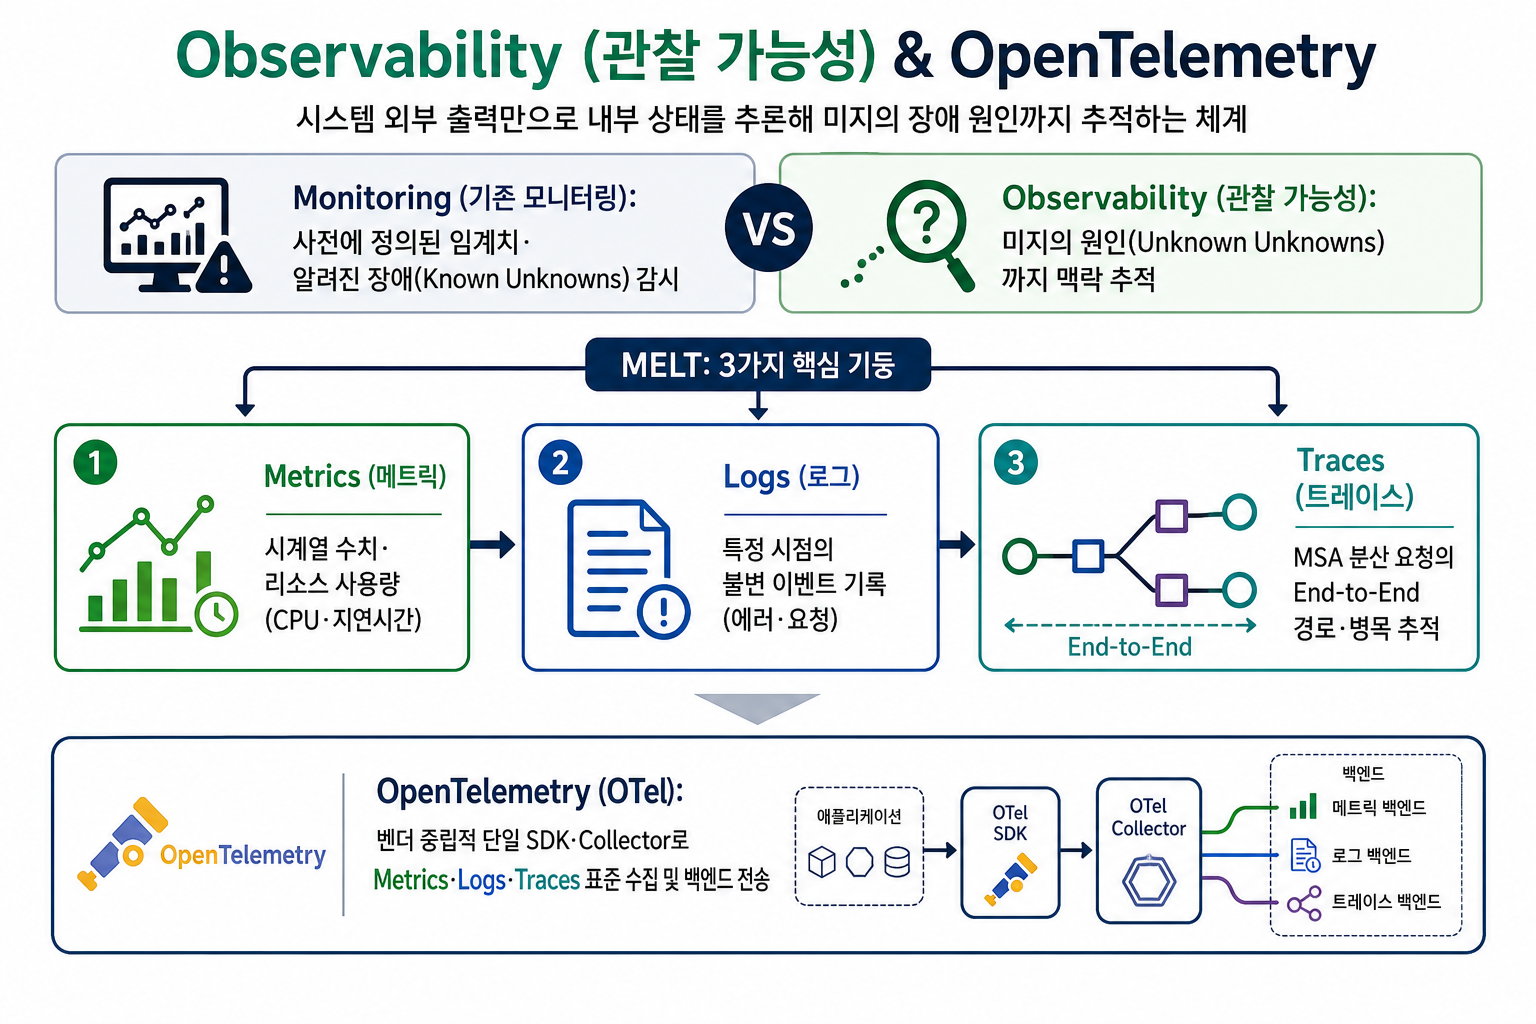 Observability (관찰 가능성) & OpenTelemetry
시스템 외부 출력만으로 내부 상태를 추론해 미지의 장애 원인까지 추적하는 체계
Monitoring (기존 모니터링):
사전에 정의된 임계치·
알려진 장애(Known Unknowns) 감시
VS
Observability (관찰 가능성):
미지의 원인(Unknown Unknowns)
까지 맥락 추적
MELT: 3가지 핵심 기둥
1
Metrics (메트릭)
시계열 수치·
리소스 사용량
(CPU·지연시간)
2
Logs (로그)
특정 시점의
불변 이벤트 기록
(에러·요청)
3
Traces
(트레이스)
MSA 분산 요청의
End-to-End
경로·병목 추적
End-to-End
OpenTelemetry
OpenTelemetry (OTel):
벤더 중립적 단일 SDK·Collector로
Metrics·Logs·Traces 표준 수집 및 백엔드 전송
애플리케이션
OTel
SDK
OTel
Collector
백엔드
메트릭 백엔드
로그 백엔드
트레이스 백엔드